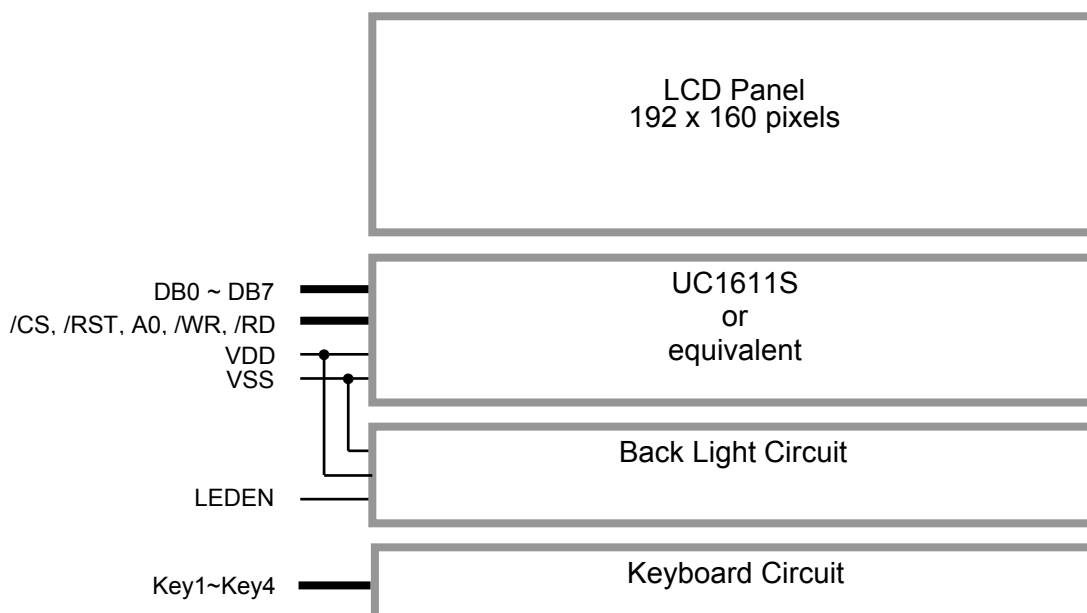 LCD Panel
192 x 160 pixels
DB0 ~ DB7
/CS, /RST, A0, /WR, /RD
VDD
VSS
UC1611S
or
equivalent
Back Light Circuit
LEDEN
Key1~Key4
Keyboard Circuit